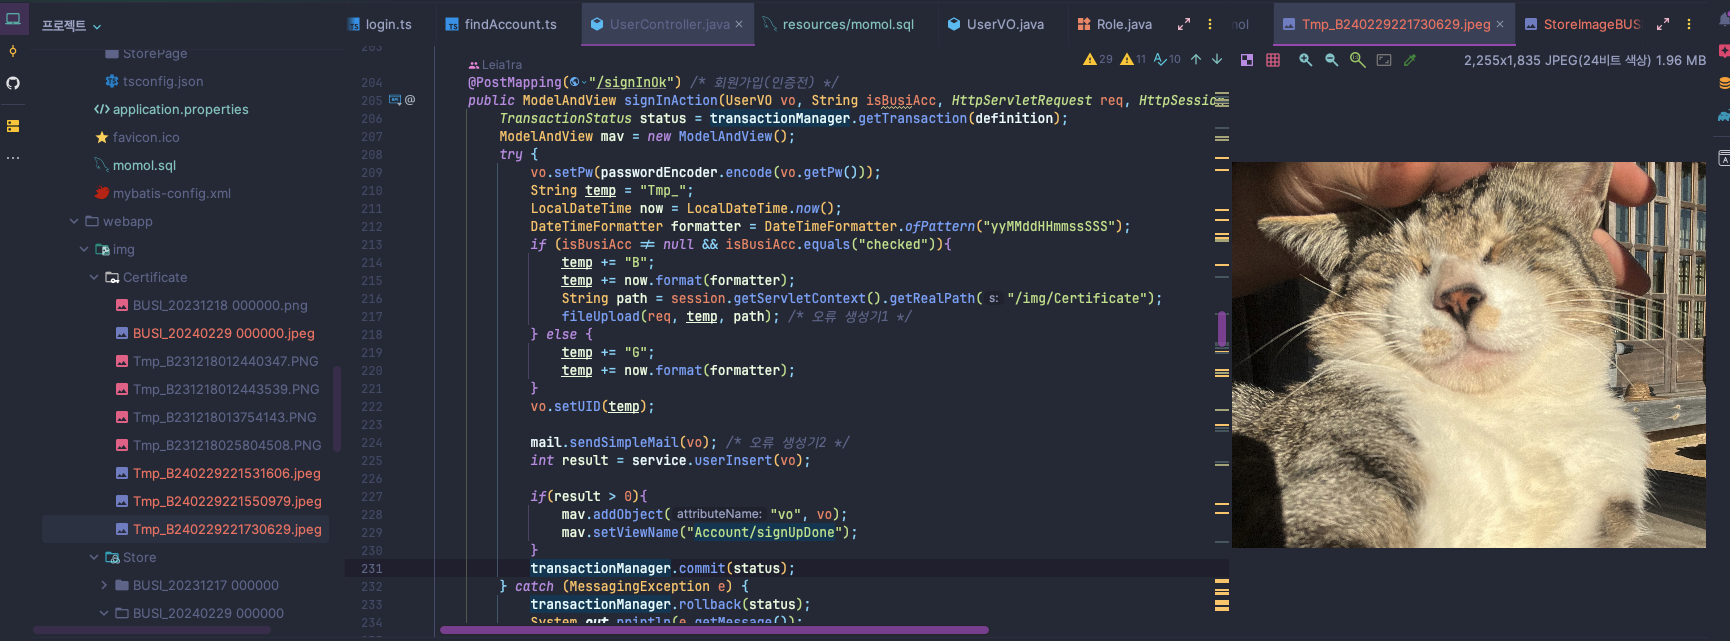 프로젝트
StorePage
tsconfig.json
application.properties
favicon.ico
momol.sql
mybatis-config.xml
webapp
img
Certificate
BUSI_20231218 000000.png
BUSI_20240229 000000.jpeg
Tmp_B231218012440347.PNG
Tmp_B231218012443539.PNG
Tmp_B231218013754143.PNG
Tmp_B231218025804508.PNG
Tmp_B240229221531606.jpeg
Tmp_B240229221550979.jpeg
Tmp_B240229221730629.jpeg
Store
BUSI_20231217 000000
BUSI_20240229 000000
login.ts
findAccount.ts
UserController.java
resources/momol.sql
UserVO.java
Role.java
Tmp_B240229221730629.jpeg
StoreImageBUS
29 11 10
2,255x1,835 JPEG(24비트 색상) 1.96 MB
Leia1ra
204 @PostMapping("/signInOk") /* 회원가입(인증전) */
205 public ModelAndView signInAction(UserVO vo, String isBusiAcc, HttpServletRequest req, HttpSession
206 TransactionStatus status = transactionManager.getTransaction(definition);
207 ModelAndView mav = new ModelAndView();
208 try {
209 vo.setPw(passwordEncoder.encode(vo.getPw()));
210 String temp = "Tmp_";
211 LocalDateTime now = LocalDateTime.now();
212 DateTimeFormatter formatter = DateTimeFormatter.ofPattern("yyMMddHHmmssSSS");
213 if (isBusiAcc != null && isBusiAcc.equals("checked")){
214 temp += "B";
215 temp += now.format(formatter);
216 String path = session.getServletContext().getRealPath( s: "/img/Certificate");
217 fileUpload(req, temp, path); /* 오류 생성기1 */
218 } else {
219 temp += "G";
220 temp += now.format(formatter);
221 }
222 vo.setUID(temp);
223
224 mail.sendSimpleMail(vo); /* 오류 생성기2 */
225 int result = service.userInsert(vo);
226
227 if(result > 0){
228 mav.addObject( attributeName: "vo", vo);
229 mav.setViewName("Account/signUpDone");
230 }
231 transactionManager.commit(status);
232 } catch (MessagingException e) {
233 transactionManager.rollback(status);
234 System.out.println(e.getMessage());